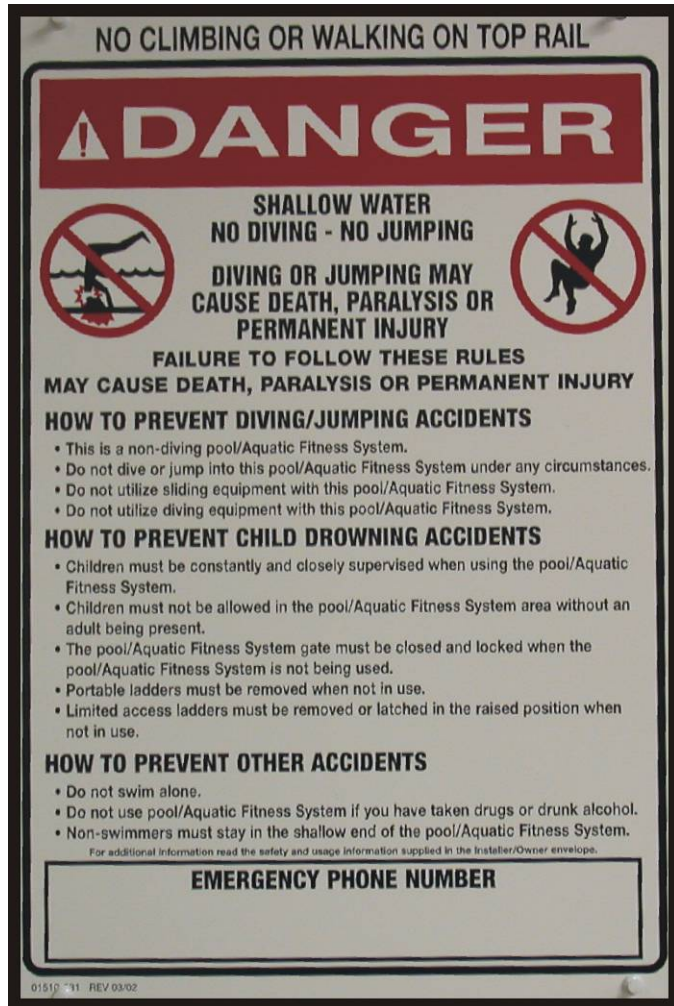 NO CLIMBING OR WALKING ON TOP RAIL
DANGER
SHALLOW WATER
NO DIVING - NO JUMPING
DIVING OR JUMPING MAY
CAUSE DEATH, PARALYSIS OR
PERMANENT INJURY
FAILURE TO FOLLOW THESE RULES
MAY CAUSE DEATH, PARALYSIS OR PERMANENT INJURY
HOW TO PREVENT DIVING/JUMPING ACCIDENTS
• This is a non-diving pool/Aquatic Fitness System.
• Do not dive or jump into this pool/Aquatic Fitness System under any circumstances.
• Do not utilize sliding equipment with this pool/Aquatic Fitness System.
• Do not utilize diving equipment with this pool/Aquatic Fitness System.
HOW TO PREVENT CHILD DROWNING ACCIDENTS
• Children must be constantly and closely supervised when using the pool/Aquatic
Fitness System.
• Children must not be allowed in the pool/Aquatic Fitness System area without an
adult being present.
• The pool/Aquatic Fitness System gate must be closed and locked when the
pool/Aquatic Fitness System is not being used.
• Portable ladders must be removed when not in use.
• Limited access ladders must be removed or latched in the raised position when
not in use.
HOW TO PREVENT OTHER ACCIDENTS
• Do not swim alone.
• Do not use pool/Aquatic Fitness System if you have taken drugs or drunk alcohol.
• Non-swimmers must stay in the shallow end of the pool/Aquatic Fitness System.
For additional information read the safety and usage information supplied in the Installer/Owner envelope.
EMERGENCY PHONE NUMBER
REV 03/02